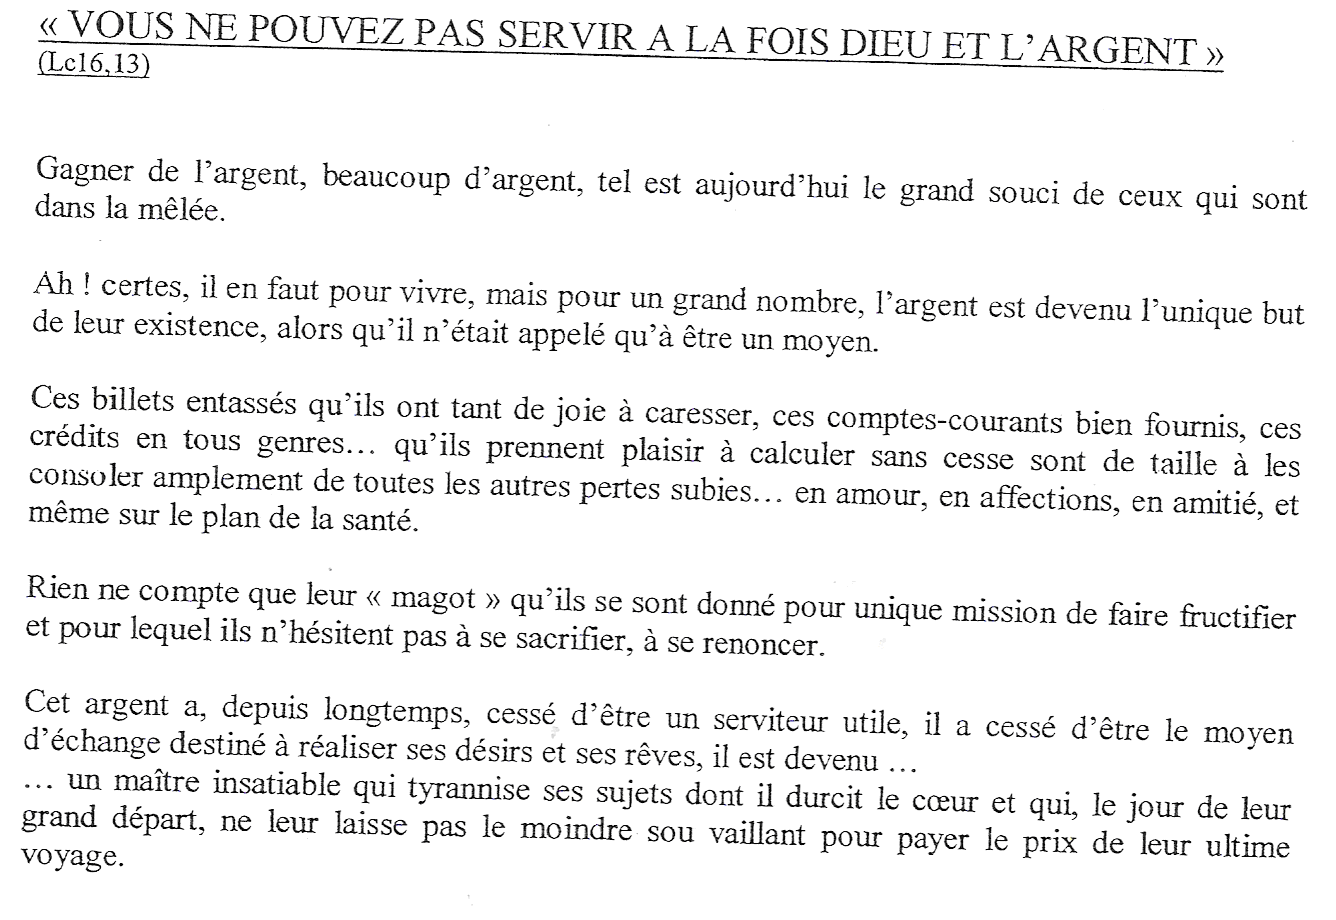 « VOUS NE POUVEZ PAS SERVIR A LA FOIS DIEU ET L’ARGENT »
(Lc16,13)
Gagner de l’argent, beaucoup d’argent, tel est aujourd’hui le grand souci de ceux qui sont
dans la mêlée.
Ah ! certes, il en faut pour vivre, mais pour un grand nombre, l’argent est devenu l’unique but
de leur existence, alors qu’il n’était appelé qu’à être un moyen.
Ces billets entassés qu’ils ont tant de joie à caresser, ces comptes-courants bien fournis, ces
crédits en tous genres… qu’ils prennent plaisir à calculer sans cesse sont de taille à les
consoler amplement de toutes les autres pertes subies… en amour, en affections, en amitié, et
même sur le plan de la santé.
Rien ne compte que leur « magot » qu’ils se sont donné pour unique mission de faire fructifier
et pour lequel ils n’hésitent pas à se sacrifier, à se renoncer.
Cet argent a, depuis longtemps, cessé d’être un serviteur utile, il a cessé d’être le moyen
d’échange destiné à réaliser ses désirs et ses rêves, il est devenu …
… un maître insatiable qui tyrannise ses sujets dont il durcit le cœur et qui, le jour de leur
grand départ, ne leur laisse pas le moindre sou vaillant pour payer le prix de leur ultime
voyage.